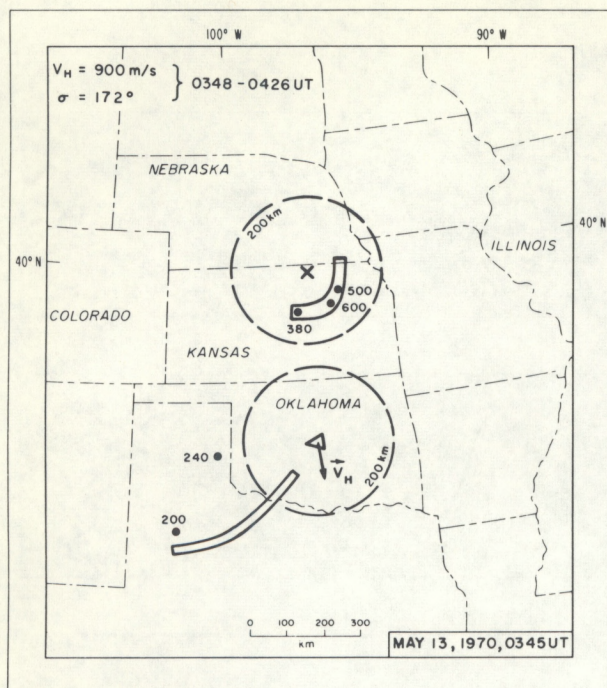 100° W 90° W
V_H = 900 m/s
σ = 172°
} 0348 - 0426 UT
NEBRASKA
200 km
40° N
40° N
ILLINOIS
500
600
380
COLORADO
KANSAS
OKLAHOMA
240
V_H
200 km
200
0 100 200 300
km
MAY 13, 1970, 0345 UT